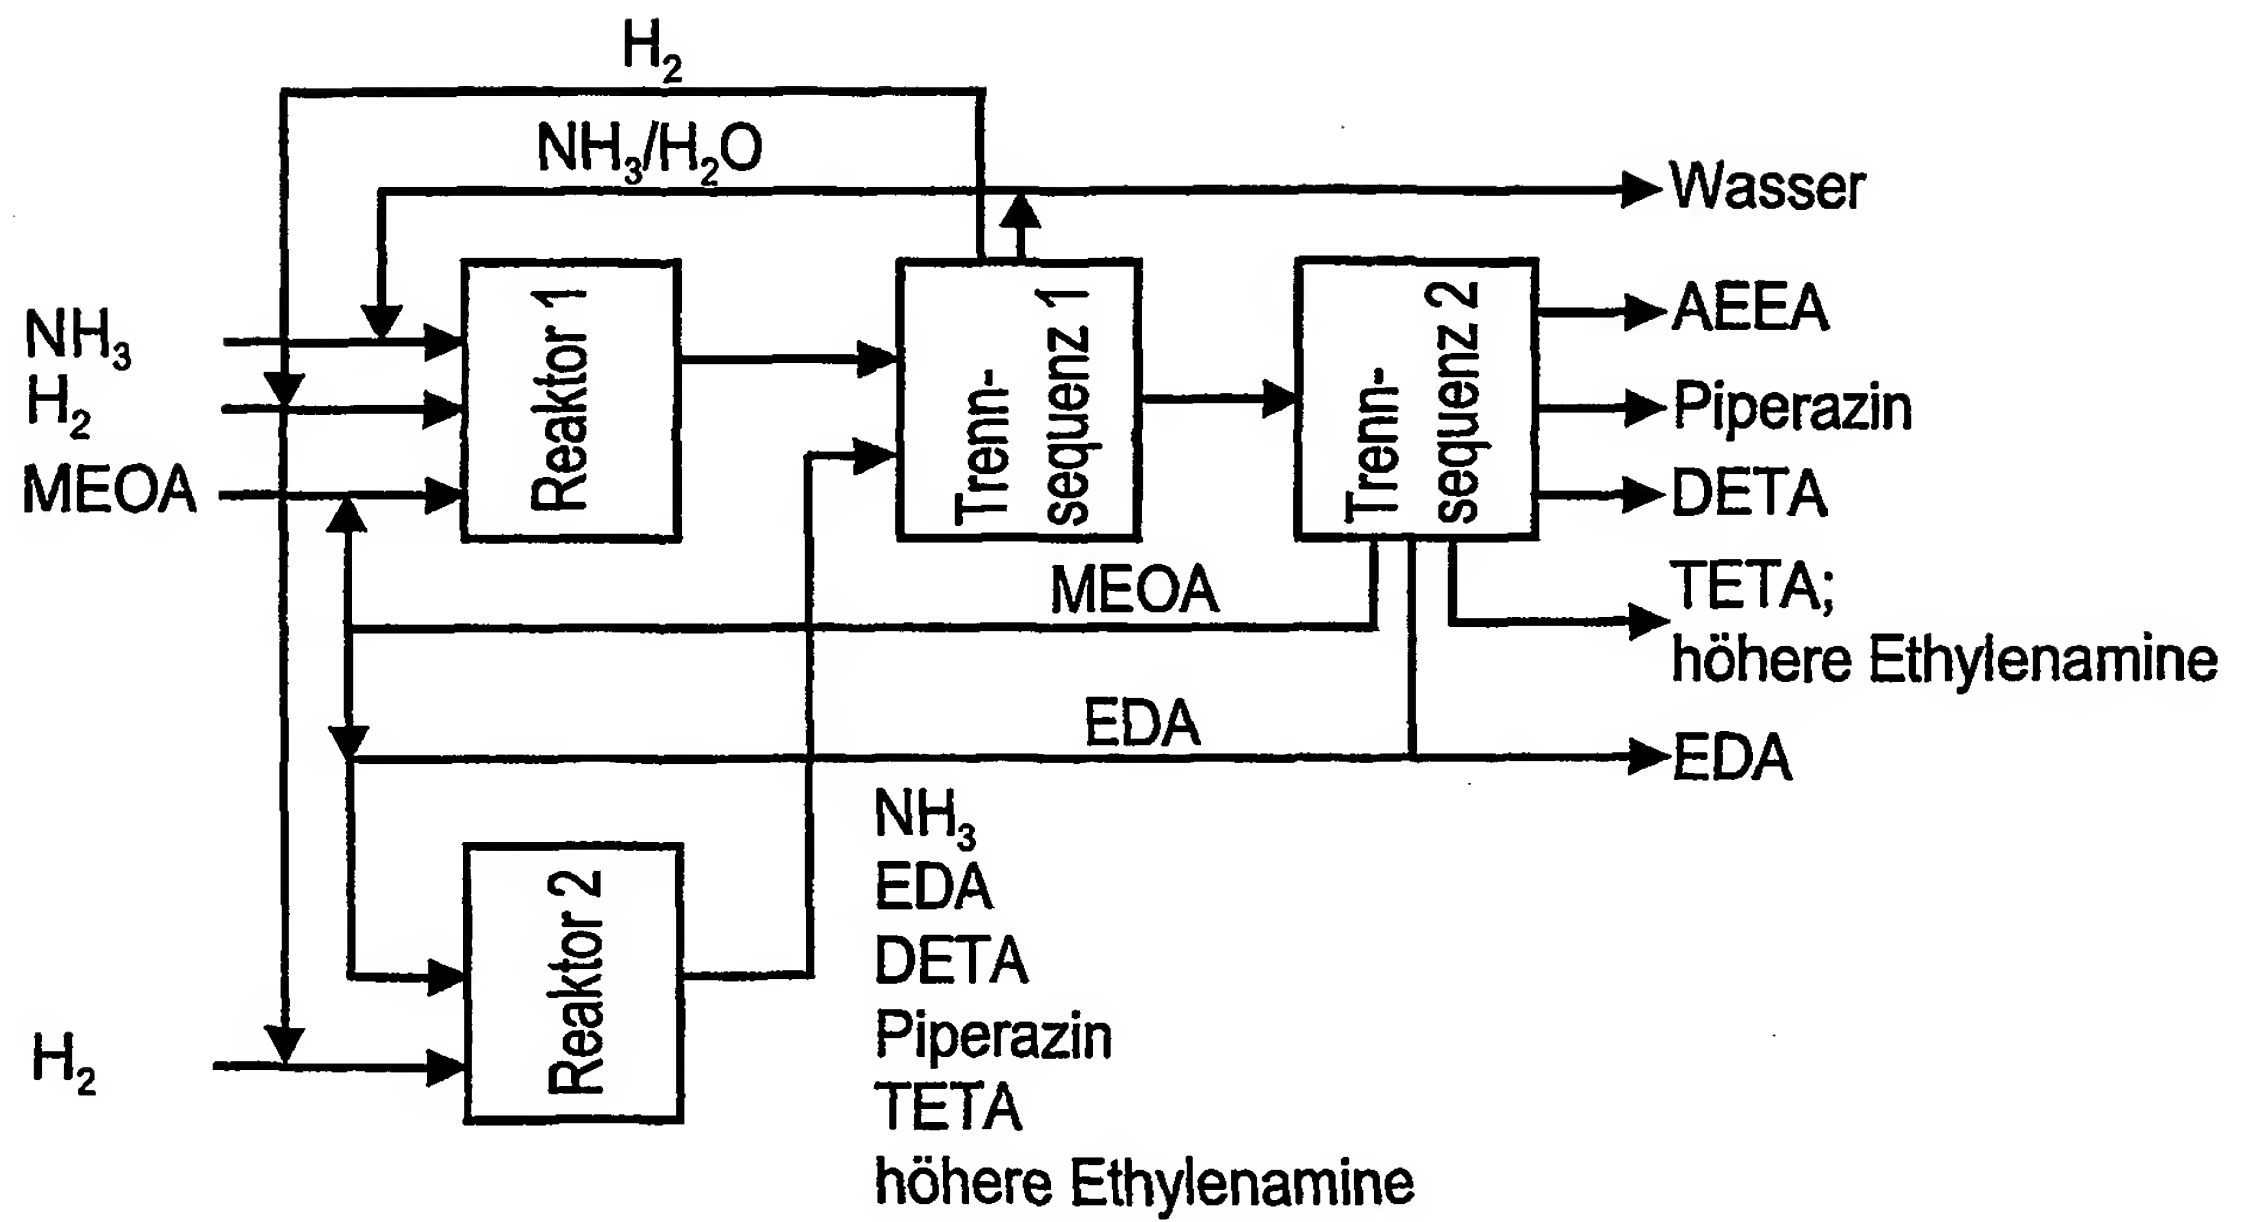 H₂
NH₃/H₂O
Wasser
NH₃
H₂
MEOA
Reaktor 1
Trenn-
sequenz 1
Trenn-
sequenz 2
AEEA
Piperazin
DETA
TETA;
höhere Ethylenamine
MEOA
EDA
EDA
H₂
Reaktor 2
NH₃
EDA
DETA
Piperazin
TETA
höhere Ethylenamine